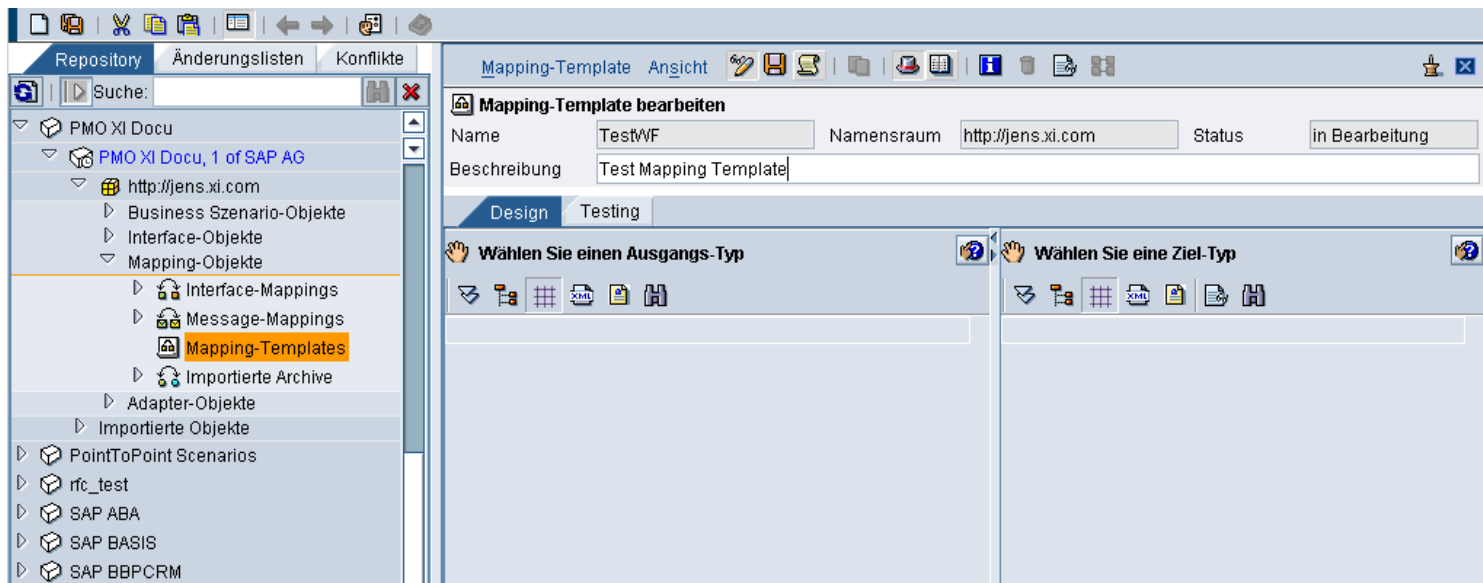 Repository Änderungslisten Konflikte
Suche:
PMO XI Docu
PMO XI Docu, 1 of SAP AG
http://jens.xi.com
Business Szenario-Objekte
Interface-Objekte
Mapping-Objekte
Interface-Mappings
Message-Mappings
Mapping-Templates
Importierte Archive
Adapter-Objekte
Importierte Objekte
PointToPoint Scenarios
rfc_test
SAP ABA
SAP BASIS
SAP BBPCRM
Mapping-Template Ansicht
Mapping-Template bearbeiten
Name TestWF Namensraum http://jens.xi.com Status in Bearbeitung
Beschreibung Test Mapping Template
Design Testing
Wählen Sie einen Ausgangs-Typ
XML
Wählen Sie eine Ziel-Typ
XML